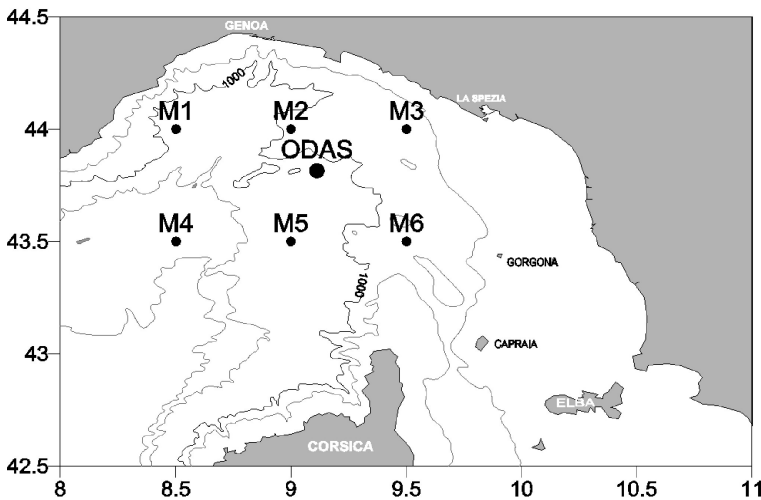 44.5
GENOA
1000
LA SPEZIA
M1 M2 M3
44
ODAS
M4 M5 M6
43.5
GORGONA
1000
CAPRAIA
43
ELBA
CORSICA
42.5
8 8.5 9 9.5 10 10.5 11